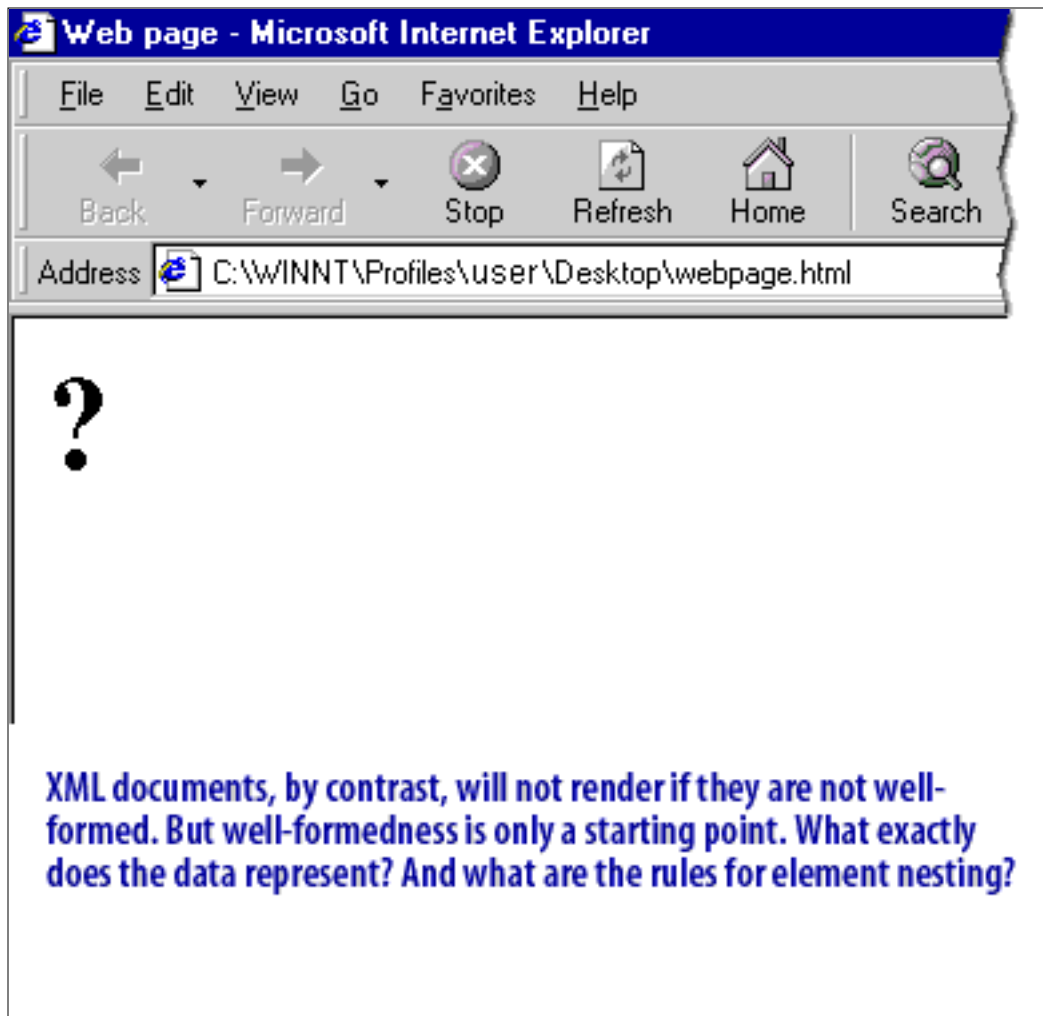 Web page - Microsoft Internet Explorer
File Edit View Go Favorites Help
Back Forward Stop Refresh Home Search
Address C:\WINNT\Profiles\user\Desktop\webpage.html
?
XML documents, by contrast, will not render if they are not well-
formed. But well-formedness is only a starting point. What exactly
does the data represent? And what are the rules for element nesting?